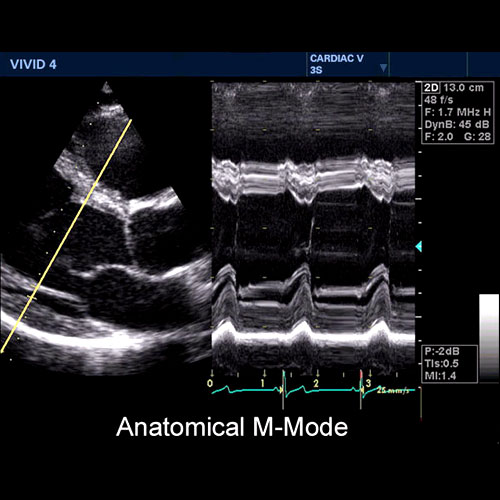 VIVID 4
CARDIAC V
3S
2D 13.0 cm
48 f/s
F: 1.7 MHz H
DynB: 45 dB
F: 2.0 G: 28
P:-2dB
TIs:0.5
MI:1.4
0 1 2 3
25 mm/s
Anatomical M-Mode